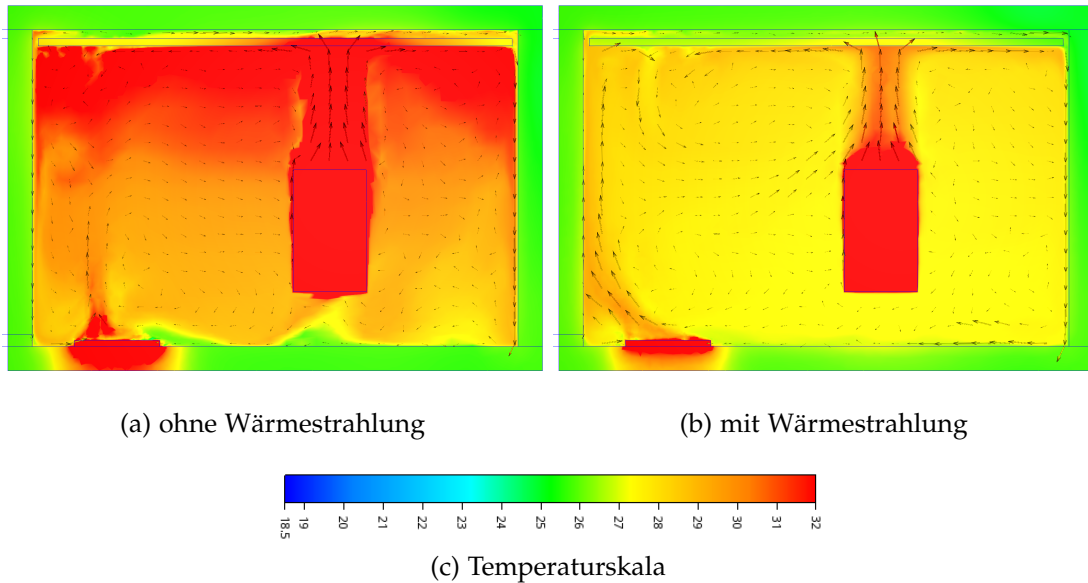 (a) ohne Wärmestrahlung
(b) mit Wärmestrahlung
18.5 19 20 21 22 23 24 25 26 27 28 29 30 31 32
(c) Temperaturskala